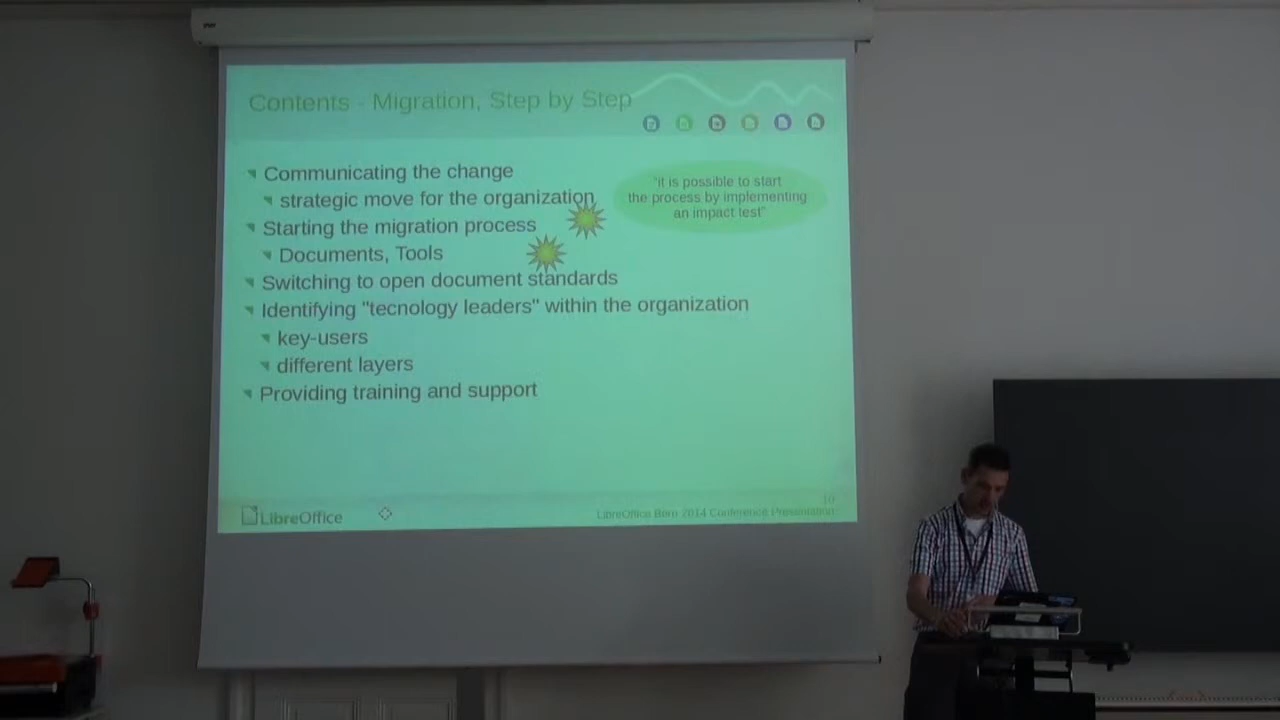 Contents - Migration, Step by Step
Communicating the change
strategic move for the organization
Starting the migration process
Documents, Tools
Switching to open document standards
Identifying "tecnology leaders" within the organization
key-users
different layers
Providing training and support
"it is possible to start
the process by implementing
an impact test"
LibreOffice
10
LibreOffice Bern 2014 Conference Presentation